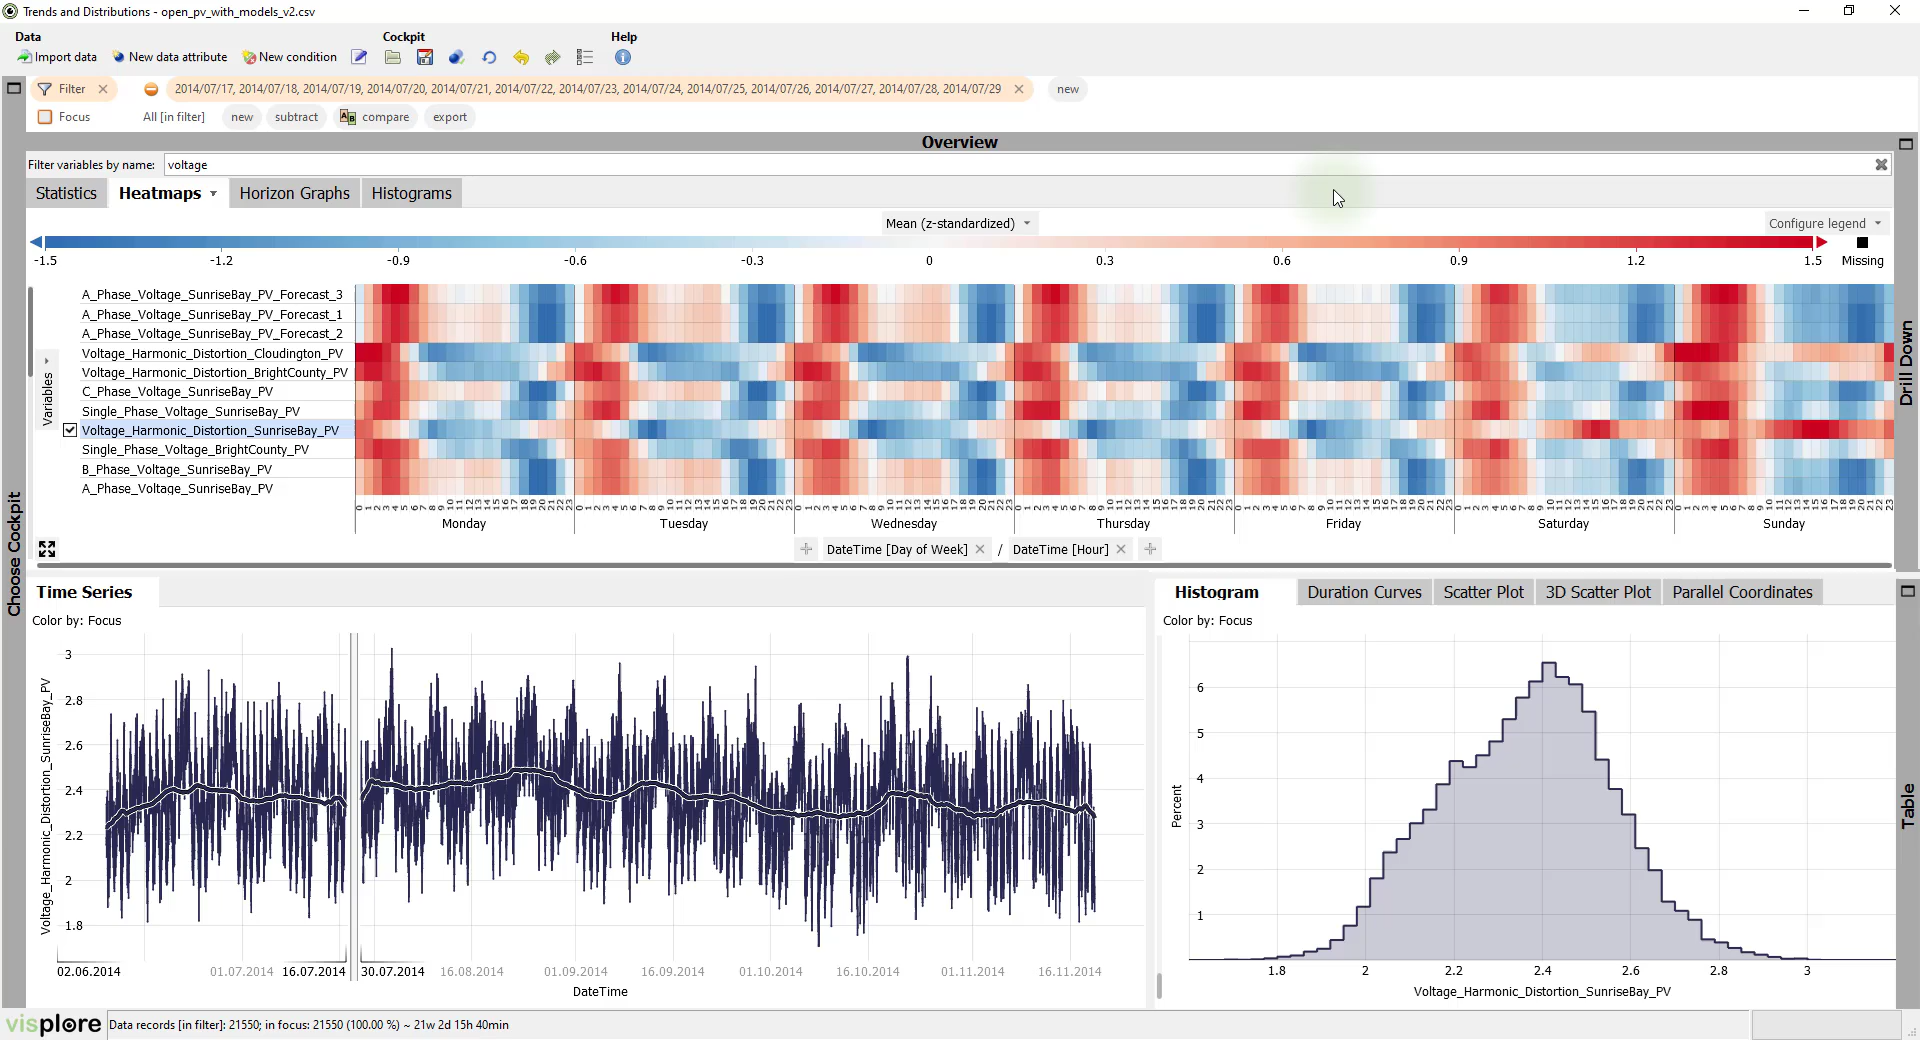 Trends and Distributions - open_pv_with_models_v2.csv
Data
Cockpit
Help
Import data
New data attribute
New condition
Filter
2014/07/17, 2014/07/18, 2014/07/19, 2014/07/20, 2014/07/21, 2014/07/22, 2014/07/23, 2014/07/24, 2014/07/25, 2014/07/26, 2014/07/27, 2014/07/28, 2014/07/29
new
Focus
All [in filter]
new
subtract
compare
export
Overview
Filter variables by name:
voltage
Statistics
Heatmaps
Horizon Graphs
Histograms
Mean (z-standardized)
Configure legend
-1.5 -1.2 -0.9 -0.6 -0.3 0 0.3 0.6 0.9 1.2 1.5 Missing
Variables
A_Phase_Voltage_SunriseBay_PV_Forecast_3
A_Phase_Voltage_SunriseBay_PV_Forecast_1
A_Phase_Voltage_SunriseBay_PV_Forecast_2
Voltage_Harmonic_Distortion_Cloudington_PV
Voltage_Harmonic_Distortion_BrightCounty_PV
C_Phase_Voltage_SunriseBay_PV
Single_Phase_Voltage_SunriseBay_PV
Voltage_Harmonic_Distortion_SunriseBay_PV
Single_Phase_Voltage_BrightCounty_PV
B_Phase_Voltage_SunriseBay_PV
A_Phase_Voltage_SunriseBay_PV
Monday Tuesday Wednesday Thursday Friday Saturday Sunday
DateTime [Day of Week] / DateTime [Hour]
Choose Cockpit
Drill Down
Table
Time Series
Color by: Focus
Voltage_Harmonic_Distortion_SunriseBay_PV
3
2.8
2.6
2.4
2.2
2
1.8
02.06.2014 01.07.2014 16.07.2014 30.07.2014 16.08.2014 01.09.2014 16.09.2014 01.10.2014 16.10.2014 01.11.2014 16.11.2014
DateTime
Histogram
Duration Curves
Scatter Plot
3D Scatter Plot
Parallel Coordinates
Color by: Focus
Percent
6
5
4
3
2
1
1.8 2 2.2 2.4 2.6 2.8 3
Voltage_Harmonic_Distortion_SunriseBay_PV
visplore
Data records [in filter]: 21550; in focus: 21550 (100.00 %) ~ 21w 2d 15h 40min